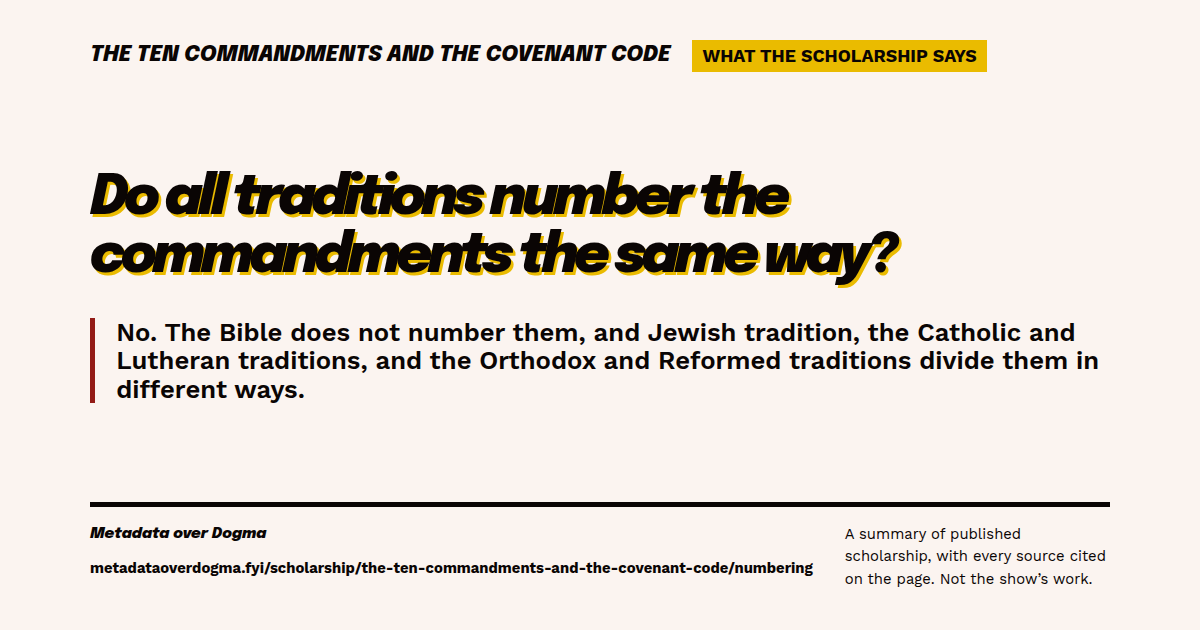 THE TEN COMMANDMENTS AND THE COVENANT CODE
WHAT THE SCHOLARSHIP SAYS
Do all traditions number the
commandments the same way?
No. The Bible does not number them, and Jewish tradition, the Catholic and
Lutheran traditions, and the Orthodox and Reformed traditions divide them in
different ways.
Metadata over Dogma
metadataoverdogma.fyi/scholarship/the-ten-commandments-and-the-covenant-code/numbering
A summary of published
scholarship, with every source cited
on the page. Not the show’s work.